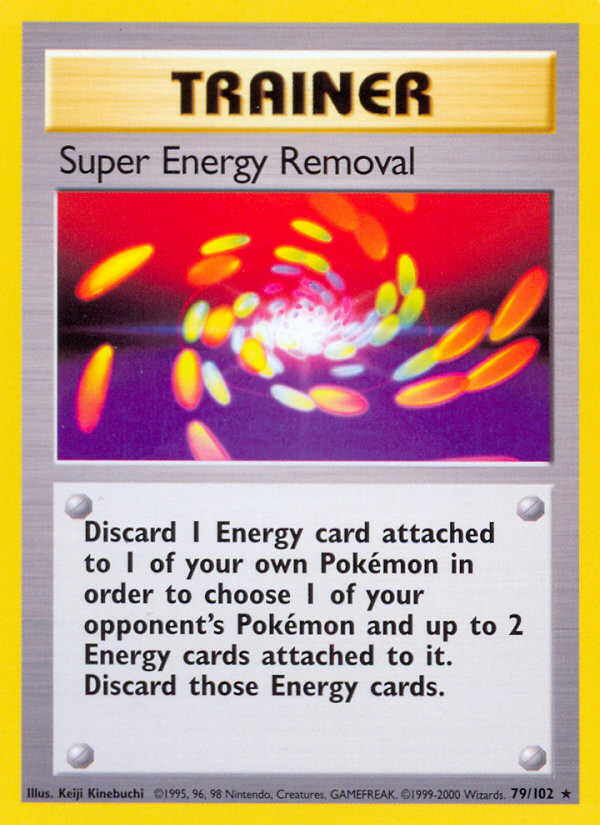 TRAINER
Super Energy Removal
Discard 1 Energy card attached
to 1 of your own Pokémon in
order to choose 1 of your
opponent's Pokémon and up to 2
Energy cards attached to it.
Discard those Energy cards.
Illus. Keiji Kinebuchi ©1995, 96, 98 Nintendo, Creatures, GAMEFREAK. ©1999-2000 Wizards. 79/102 ★